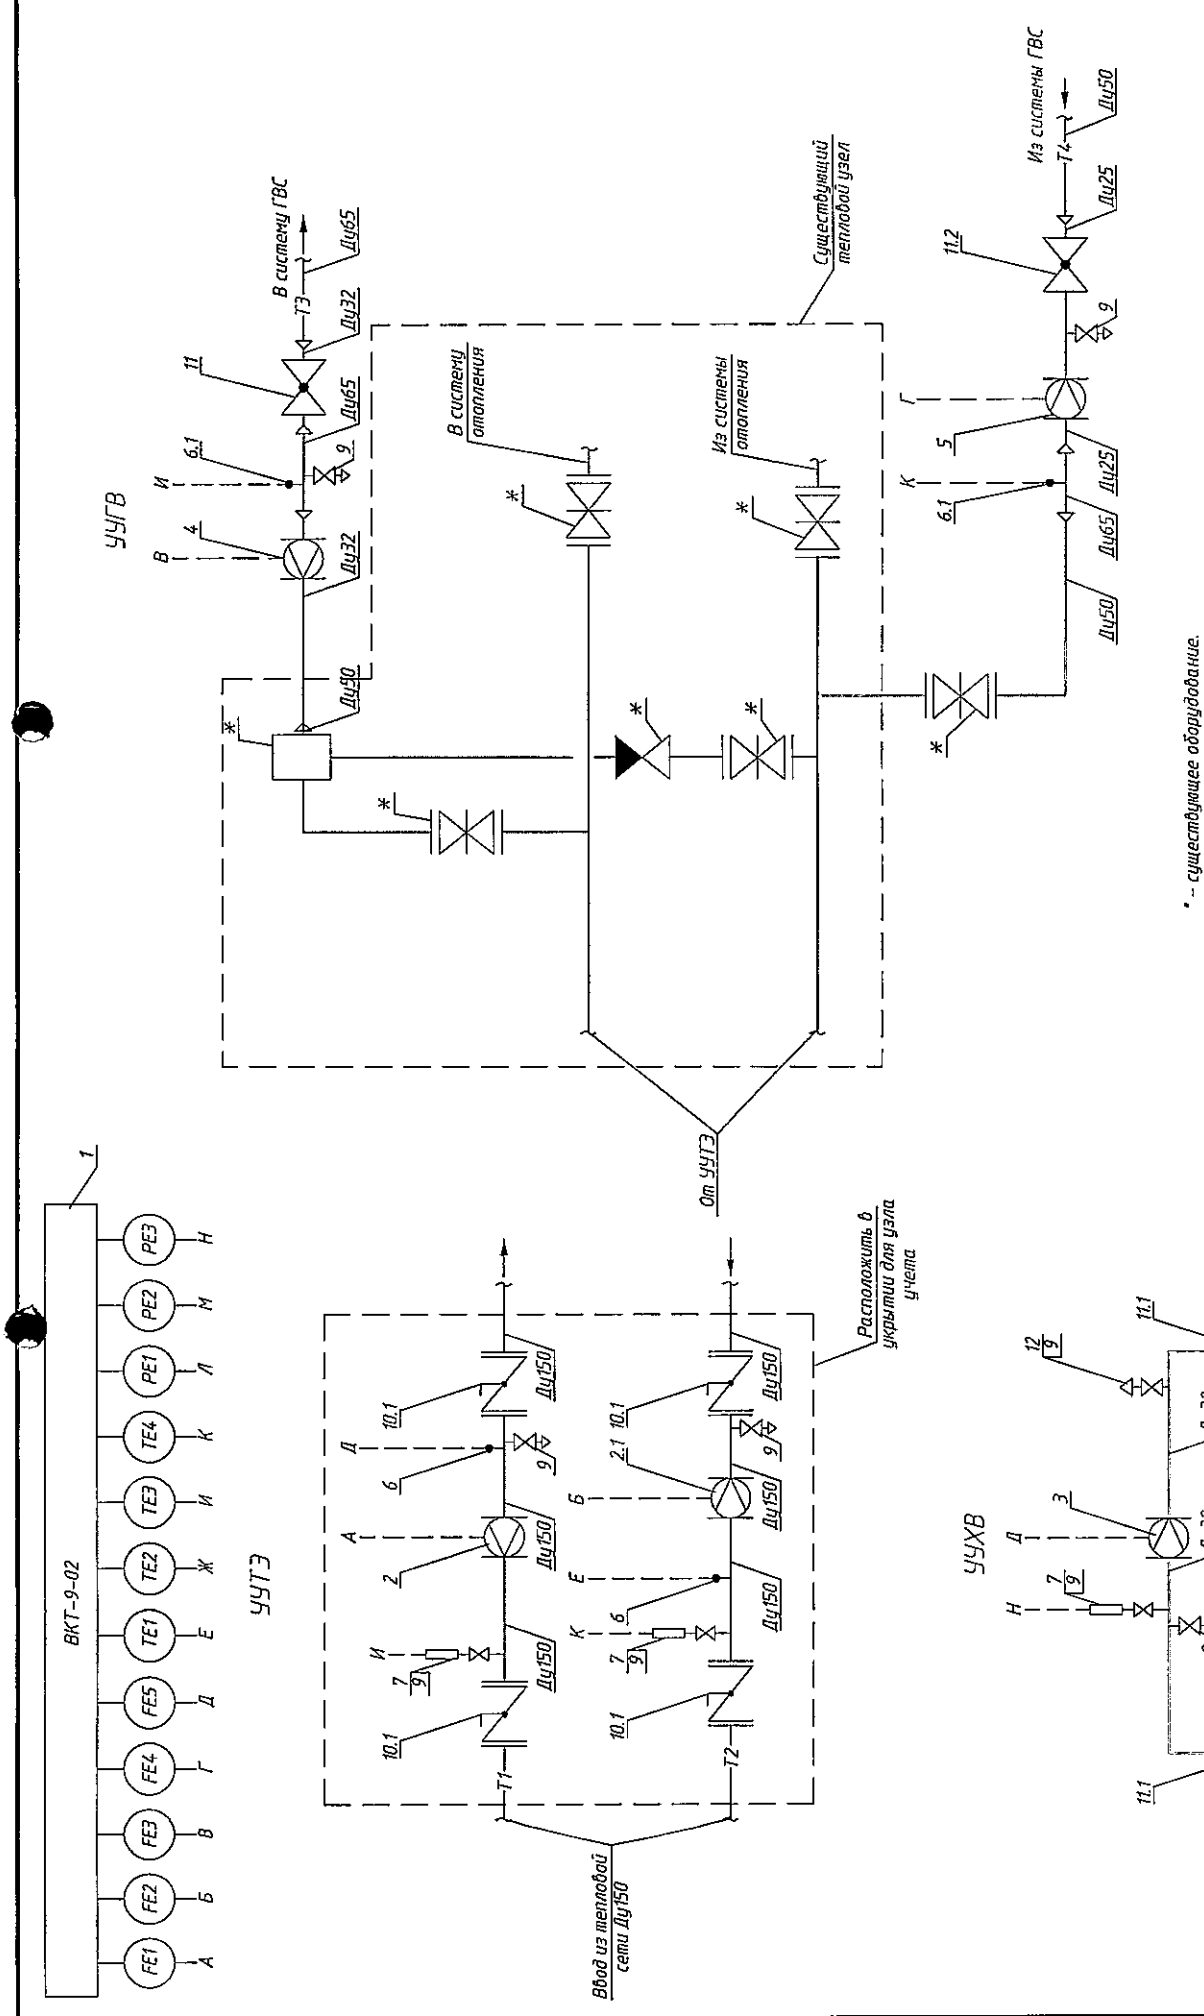 ВКТ-9-02
1
FE1
FE2
FE3
FE4
FE5
TE1
TE2
TE3
TE4
PE1
PE2
PE3
А
Б
В
Г
Д
Е
Ж
И
К
Л
М
Н
УУТЭ
Ввод из тепловой
сети Ду150
Т1
10.1
И
7
9
Ду150
А
2
Ду150
Д
6
9
10.1
Ду150
Т2
10.1
К
7
9
Е
6
Ду150
Б
2.1
Ду150
9
10.1
Ду150
Расположить в
укрытии для узла
учета
От УУТЭ
УУГВ
*
Ду50
В
4
Ду32
И
6.1
9
Ду65
11
Ду32
Т3
В систему ГВС
Ду65
*
*
В систему
отопления
*
*
*
Из системы
отопления
Существующий
тепловой узел
*
Ду50
К
6.1
Ду65
Ду25
Г
5
9
11.2
Ду25
Т4
Из системы ГВС
Ду50
* -- существующее оборудование.
УУХВ
11.1
Н
7
9
Д
3
12
9
11.1